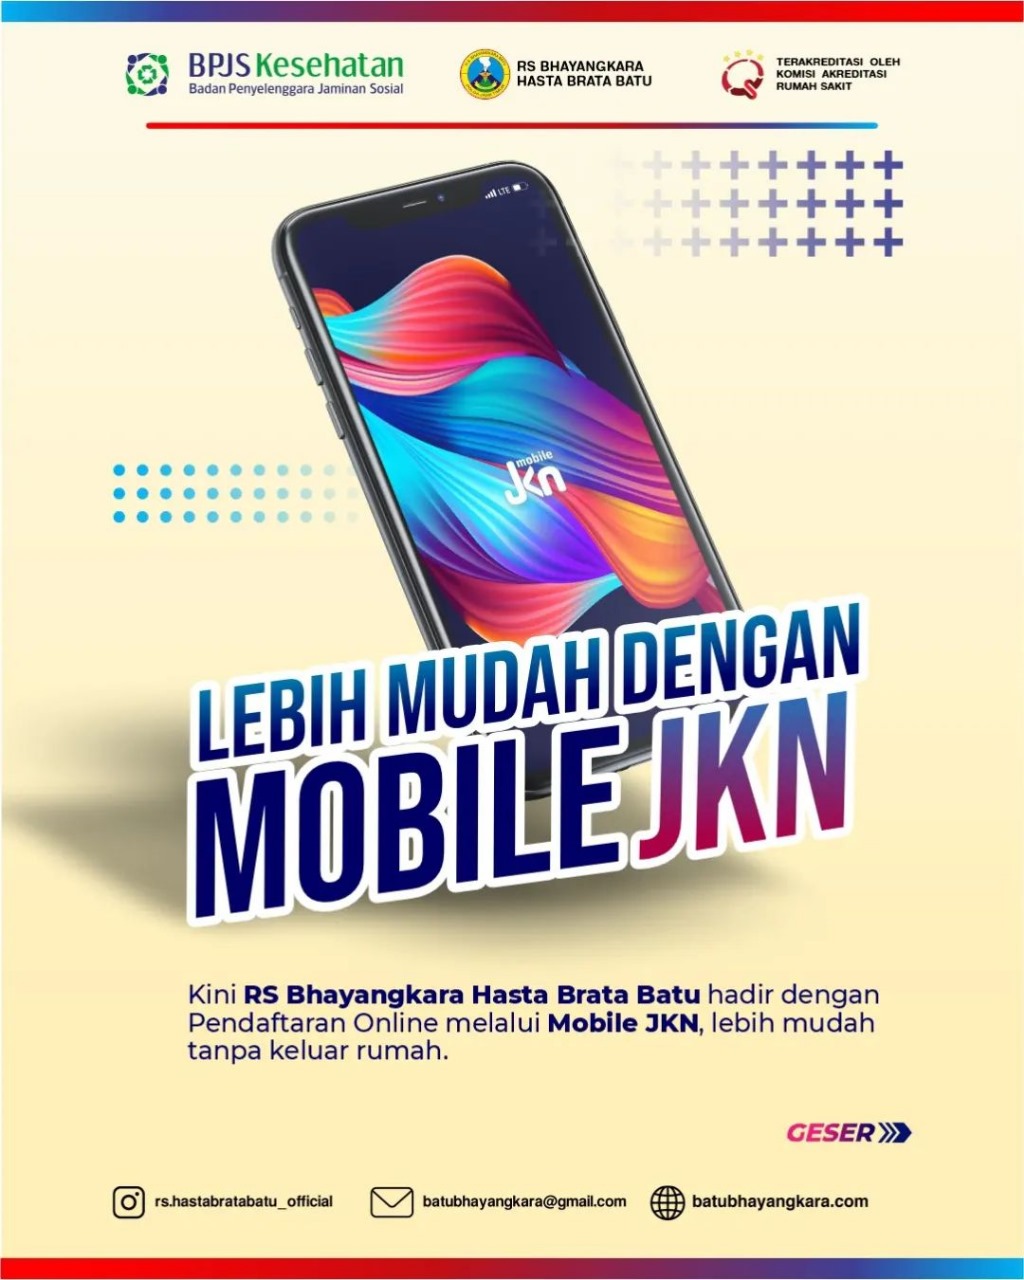 BPJS Kesehatan
Badan Penyelenggara Jaminan Sosial
RS BHAYANGKARA
HASTA BRATA BATU
TERAKREDITASI OLEH
KOMISI AKREDITASI
RUMAH SAKIT
LTE
mobile
JKn
LEBIH MUDAH DENGAN
MOBILE JKN
Kini RS Bhayangkara Hasta Brata Batu hadir dengan
Pendaftaran Online melalui Mobile JKN, lebih mudah
tanpa keluar rumah.
GESER
rs.hastabratabatu_official
batubhayangkara@gmail.com
batubhayangkara.com